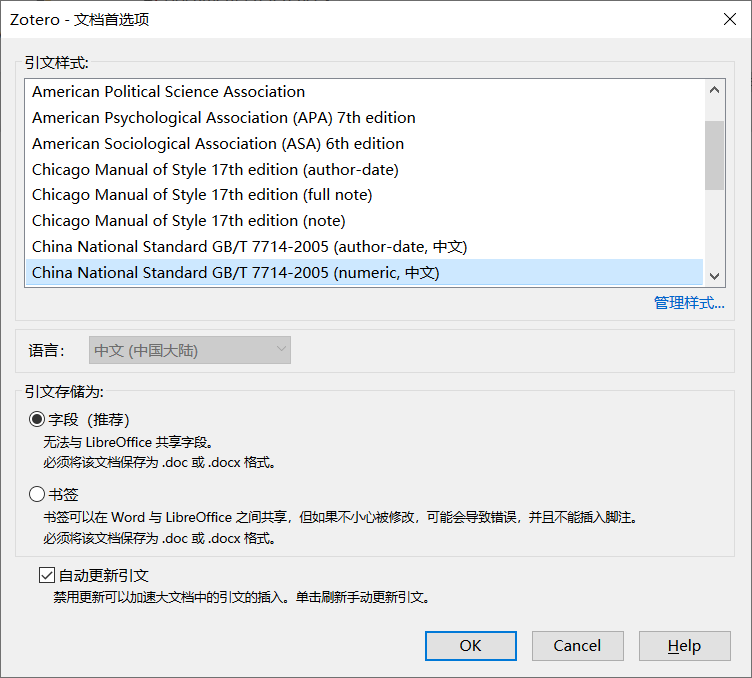 Zotero - 文档首选项
引文样式:
American Political Science Association
American Psychological Association (APA) 7th edition
American Sociological Association (ASA) 6th edition
Chicago Manual of Style 17th edition (author-date)
Chicago Manual of Style 17th edition (full note)
Chicago Manual of Style 17th edition (note)
China National Standard GB/T 7714-2005 (author-date, 中文)
China National Standard GB/T 7714-2005 (numeric, 中文)
管理样式...
语言： 中文 (中国大陆)
引文存储为:
字段（推荐）
无法与 LibreOffice 共享字段。
必须将该文档保存为 .doc 或 .docx 格式。
书签
书签可以在 Word 与 LibreOffice 之间共享，但如果不小心被修改，可能会导致错误，并且不能插入脚注。
必须将该文档保存为 .doc 或 .docx 格式。
自动更新引文
禁用更新可以加速大文档中的引文的插入。单击刷新手动更新引文。
OK Cancel Help